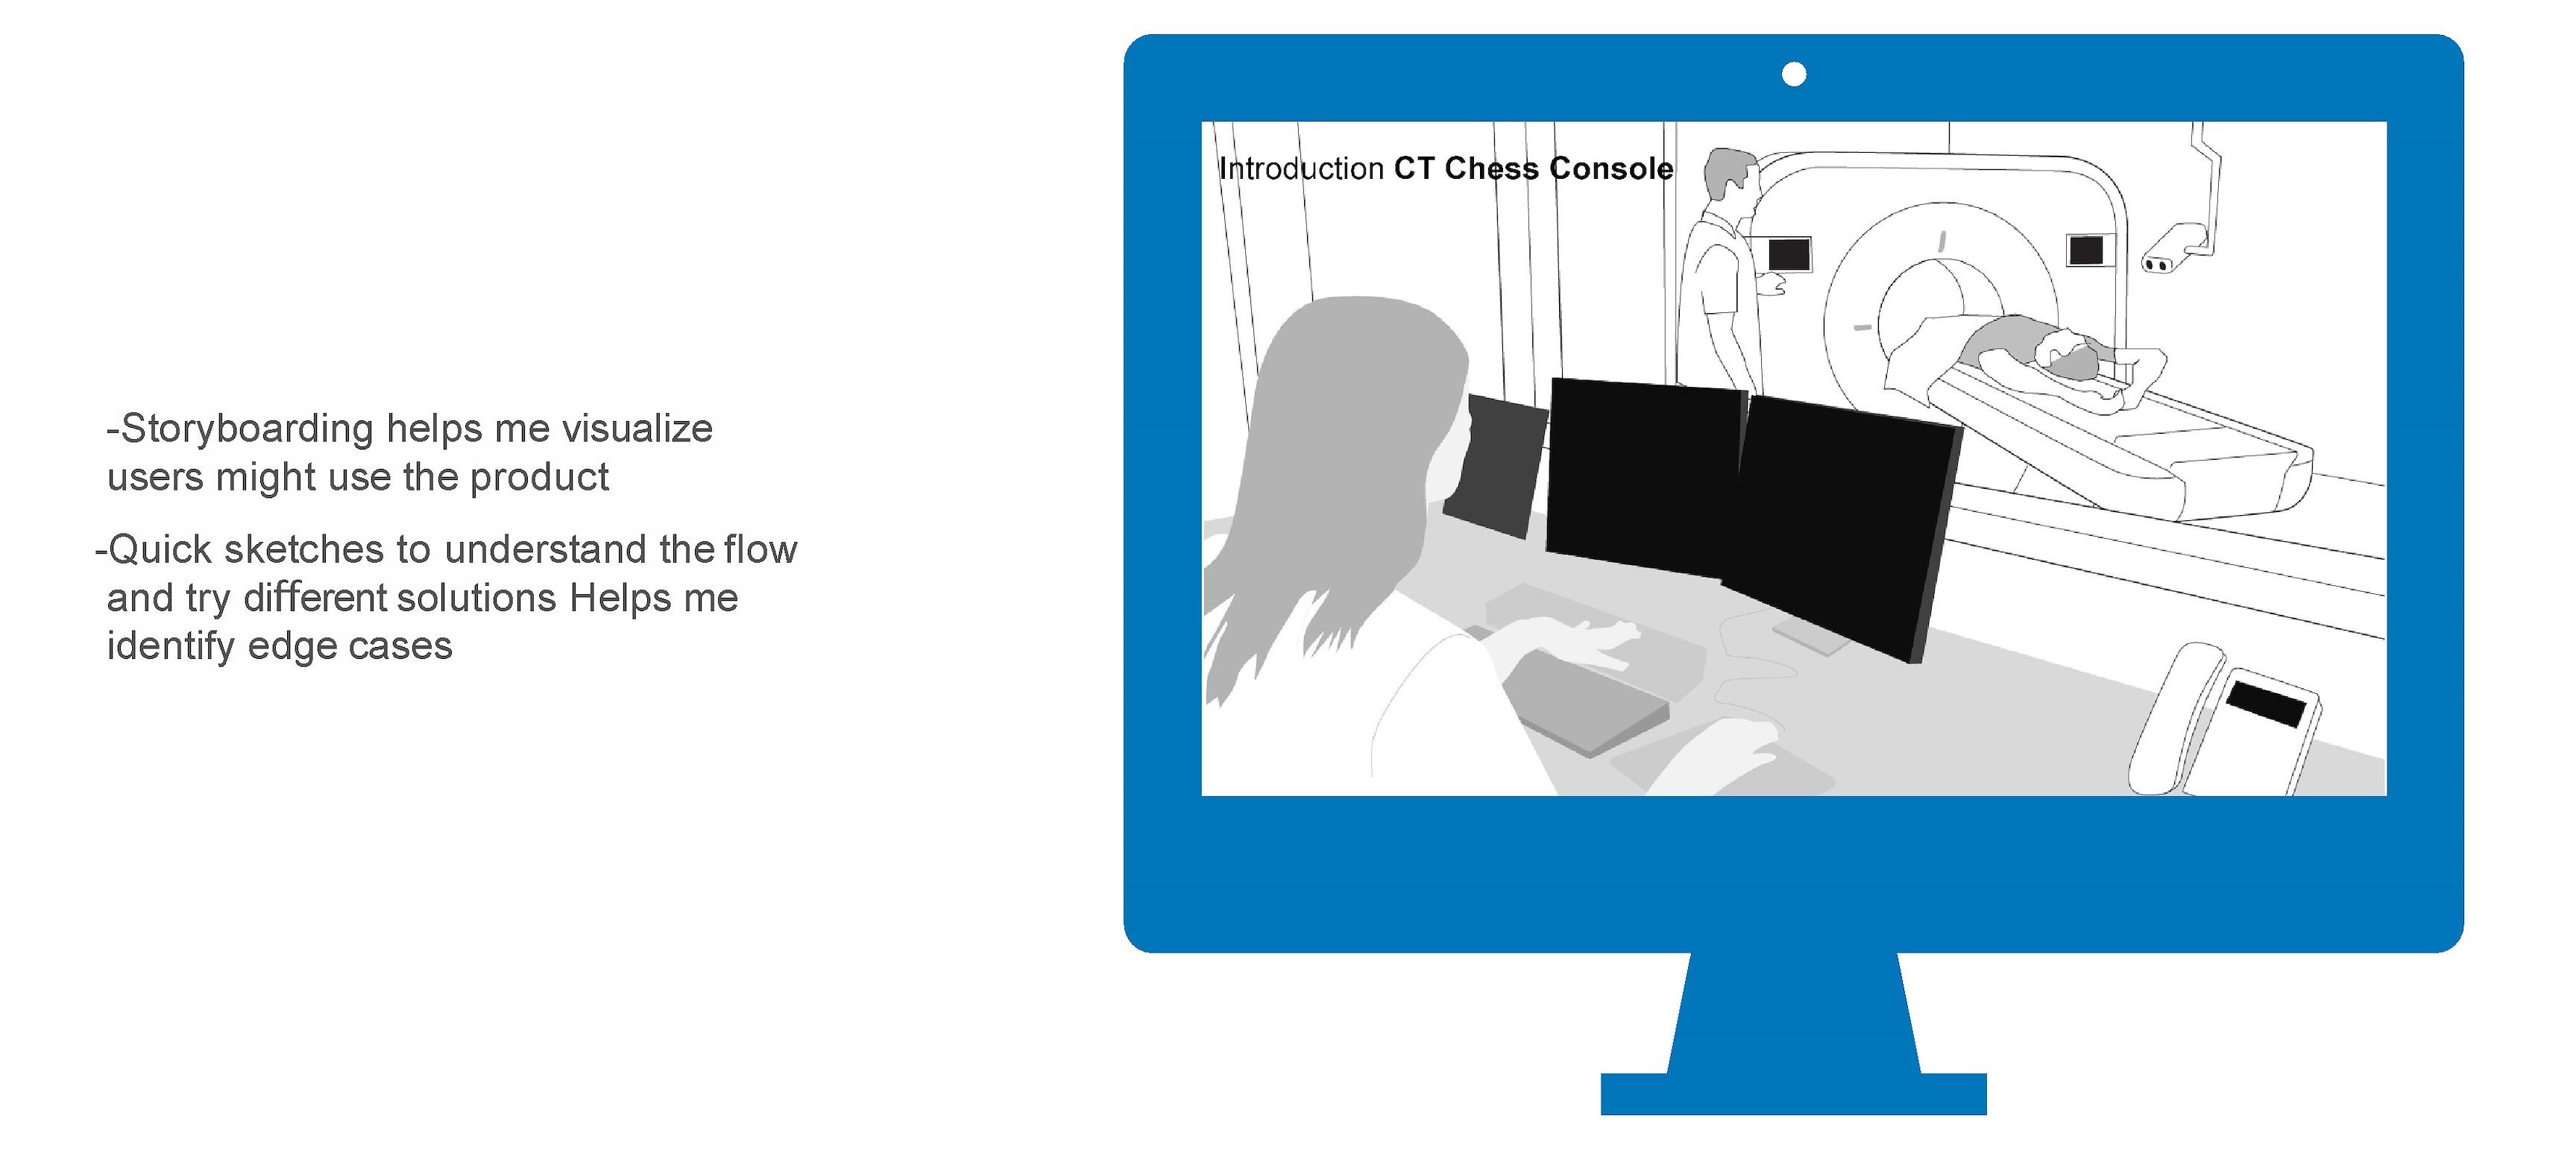 -Storyboarding helps me visualize
users might use the product
-Quick sketches to understand the flow
and try different solutions Helps me
identify edge cases
Introduction CT Chess Console